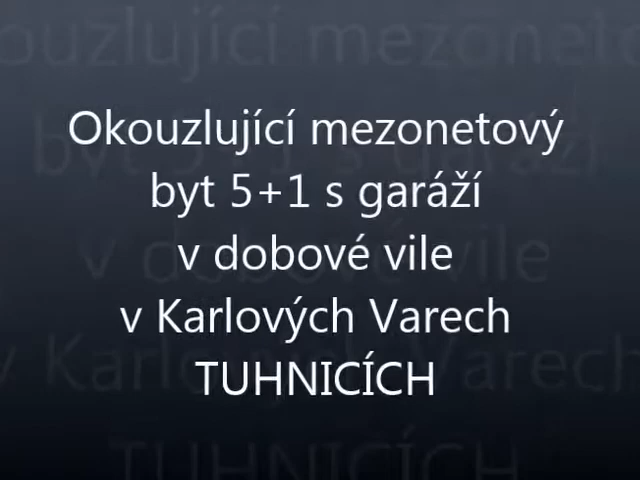 Okouzlující mezonetový
byt 5+1 s garáží
v dobové vile
v Karlových Varech
TUHNICÍCH